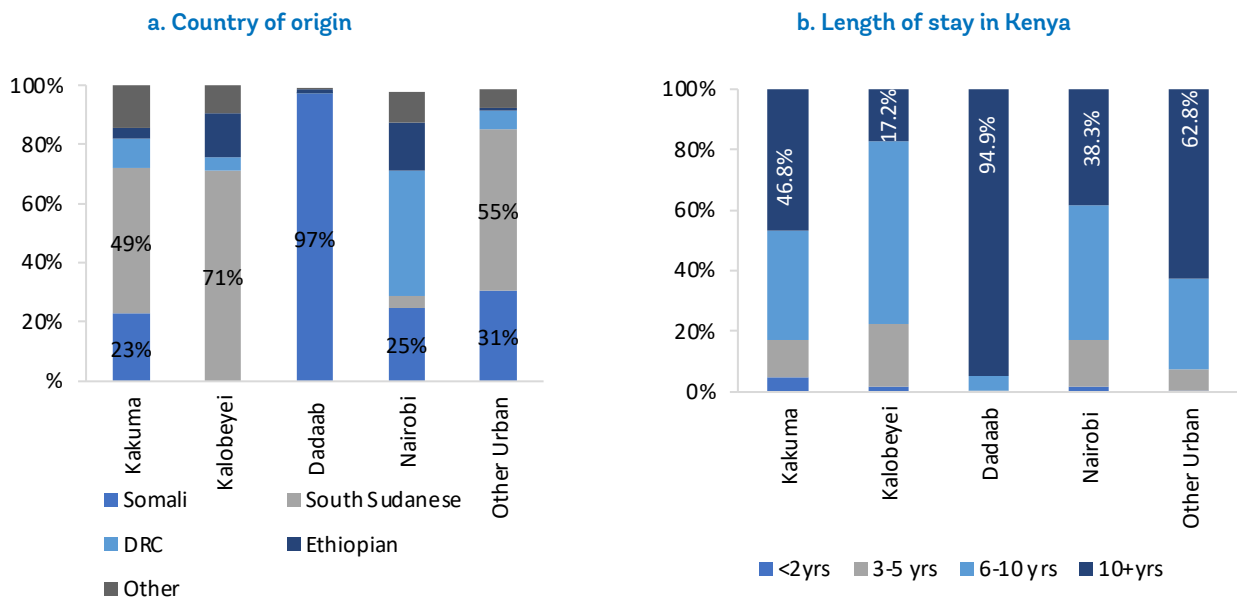 a. Country of origin
100%
80%
60%
40%
20%
%
49%
23%
71%
97%
25%
55%
31%
Kakuma
Kalobeyei
Dadaab
Nairobi
Other Urban
Somali
South Sudanese
DRC
Ethiopian
Other
b. Length of stay in Kenya
100%
80%
60%
40%
20%
0%
46.8%
17.2%
94.9%
38.3%
62.8%
Kakuma
Kalobeyei
Dadaab
Nairobi
Other Urban
<2yrs
3-5 yrs
6-10 yrs
10+yrs